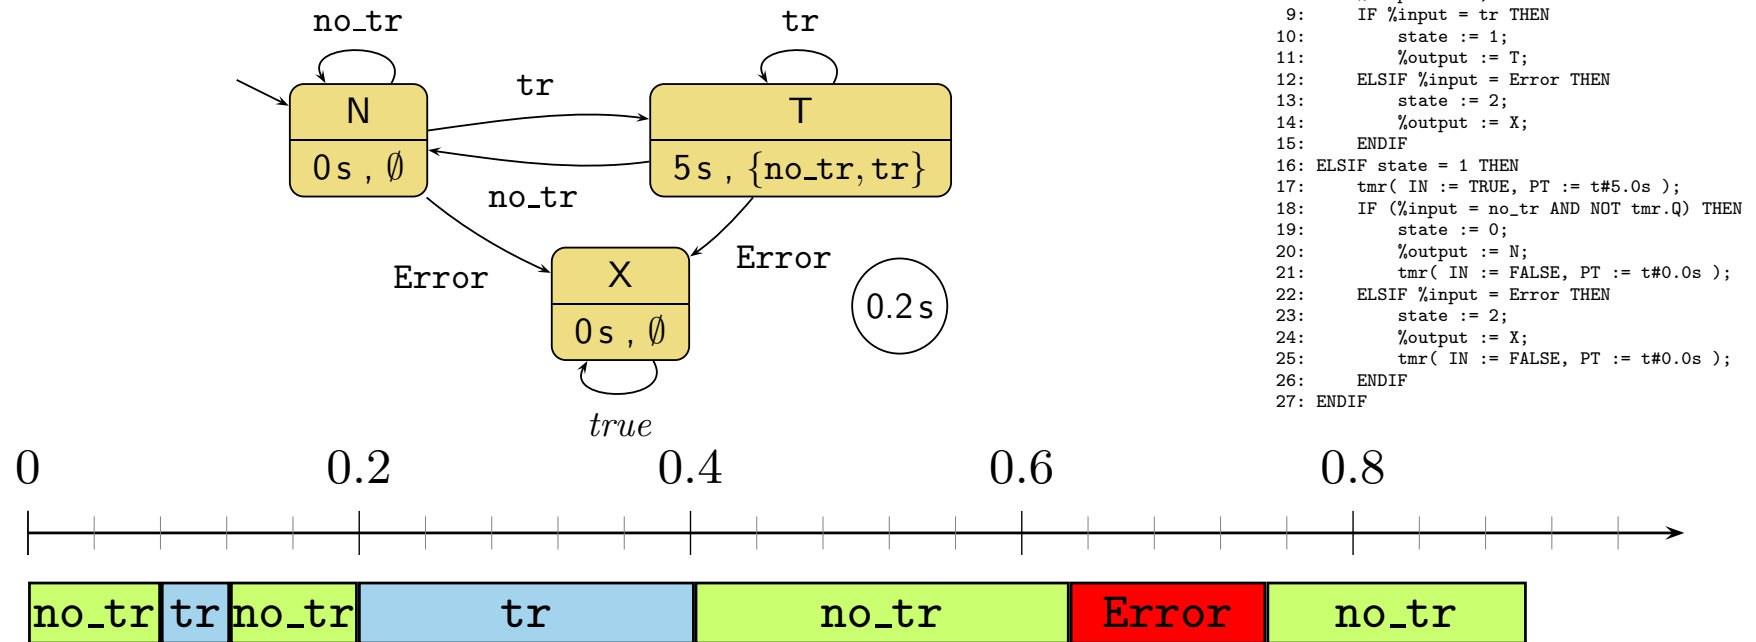 no_tr
tr
N
0 s , ∅
tr
no_tr
T
5 s , {no_tr, tr}
Error
Error
X
0 s , ∅
true
0.2 s
9: IF %input = tr THEN
10: state := 1;
11: %output := T;
12: ELSIF %input = Error THEN
13: state := 2;
14: %output := X;
15: ENDIF
16: ELSIF state = 1 THEN
17: tmr( IN := TRUE, PT := t#5.0s );
18: IF (%input = no_tr AND NOT tmr.Q) THEN
19: state := 0;
20: %output := N;
21: tmr( IN := FALSE, PT := t#0.0s );
22: ELSIF %input = Error THEN
23: state := 2;
24: %output := X;
25: tmr( IN := FALSE, PT := t#0.0s );
26: ENDIF
27: ENDIF
0 0.2 0.4 0.6 0.8
no_tr tr no_tr tr no_tr Error no_tr